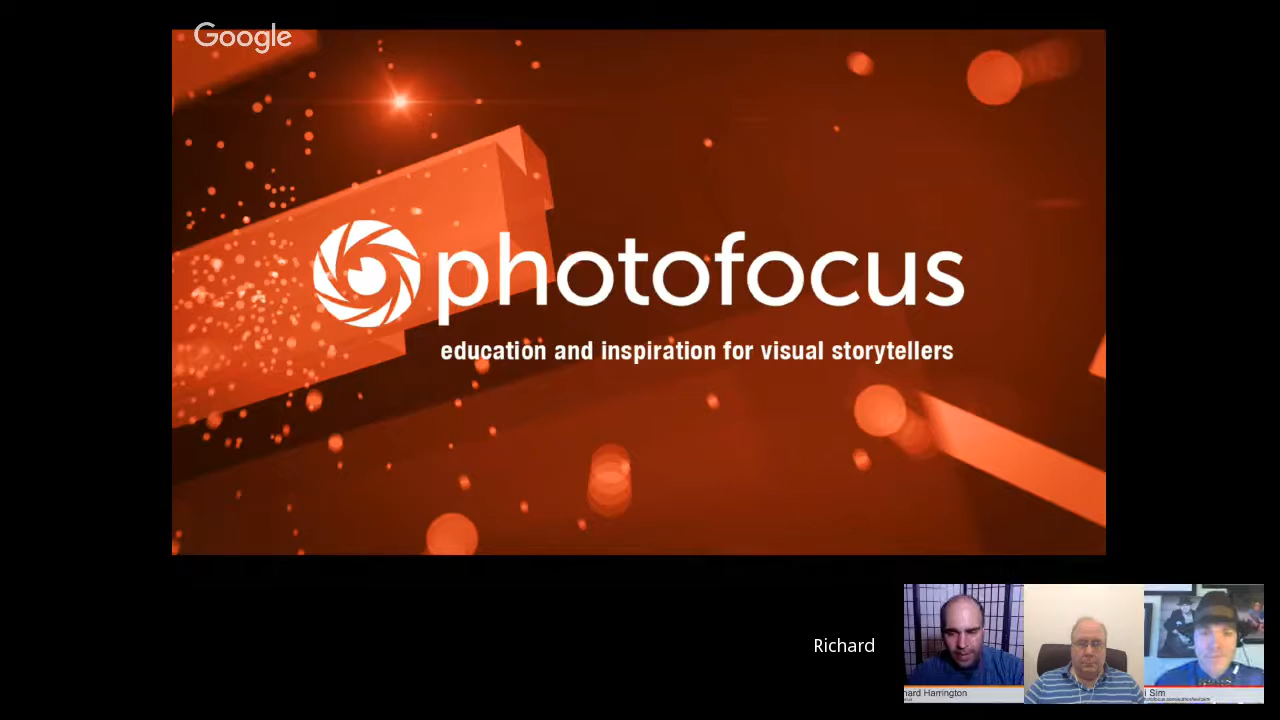 Google
photofocus
education and inspiration for visual storytellers
Richard
hard Harrington
i Sim